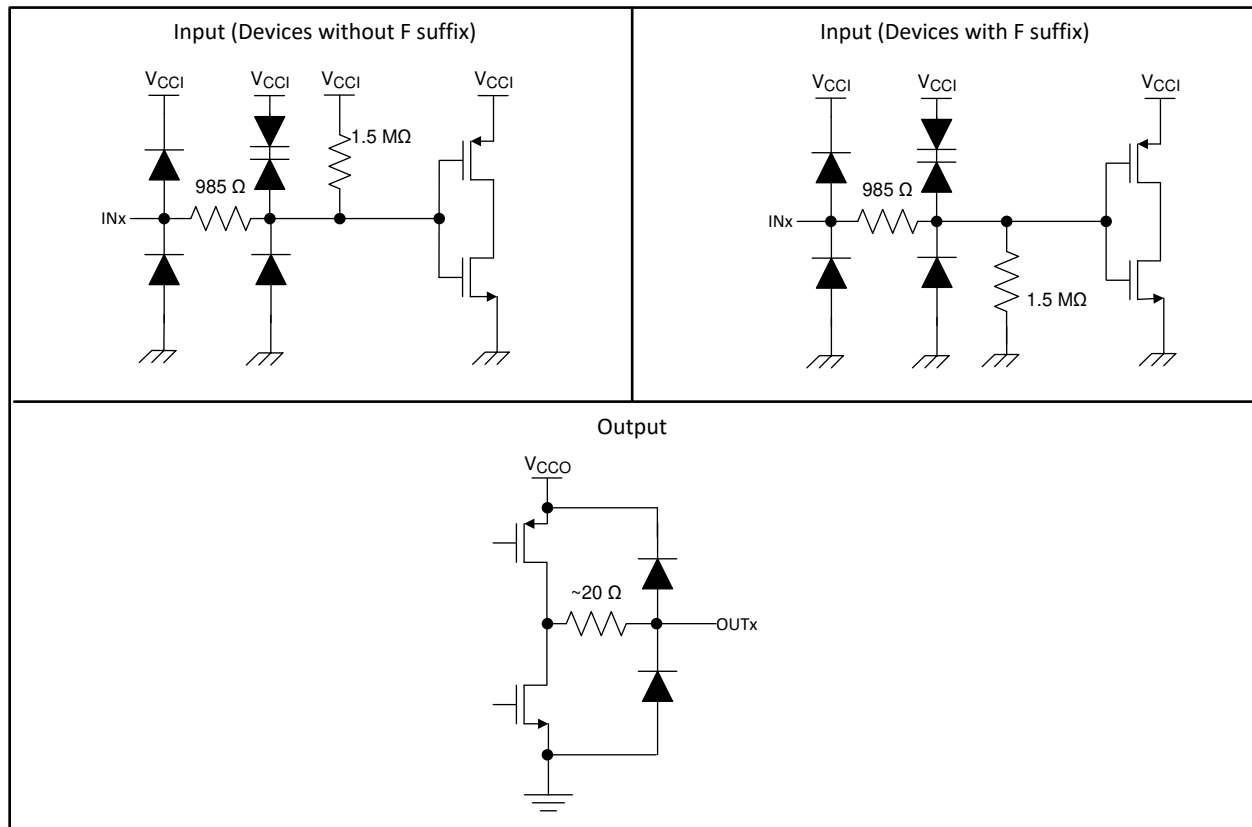 Input (Devices without F suffix)
VCCI VCCI VCCI VCCI
1.5 MΩ
985 Ω
INx
Input (Devices with F suffix)
VCCI VCCI VCCI
985 Ω
INx
1.5 MΩ
Output
VCCO
~20 Ω
OUTx